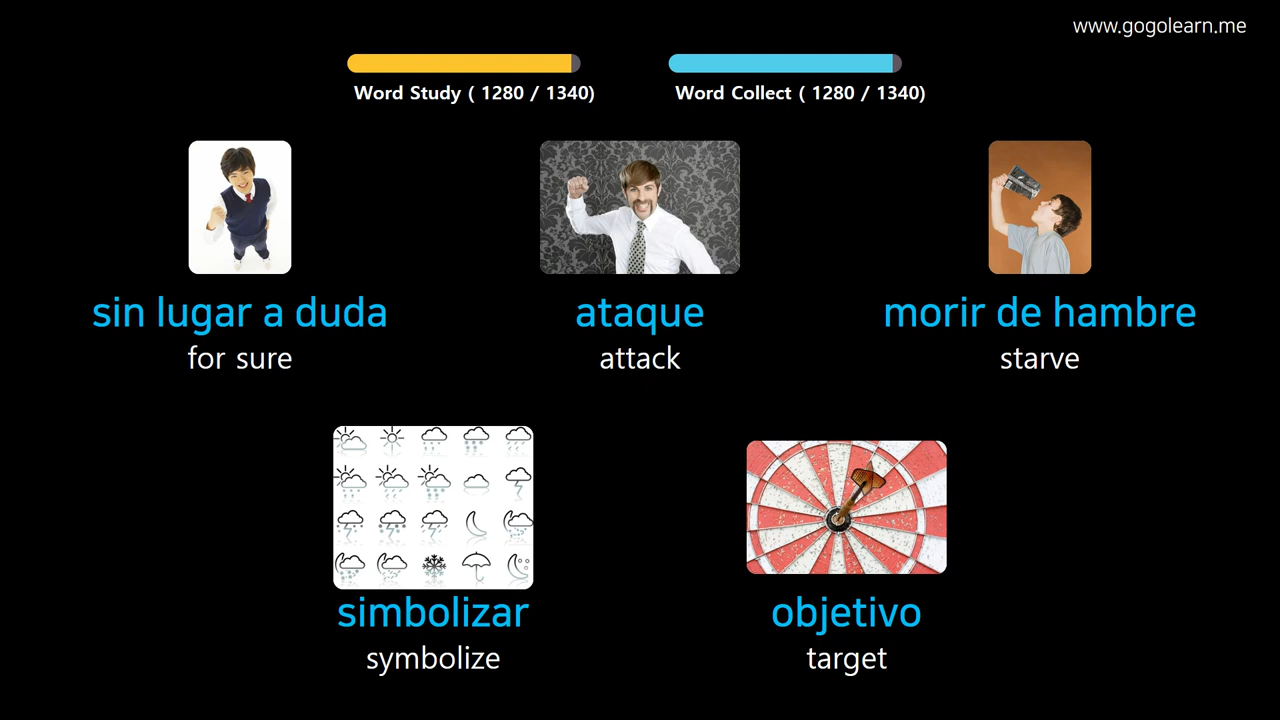 www.gogolearn.me
Word Study ( 1280 / 1340)
Word Collect ( 1280 / 1340)
sin lugar a duda
for sure
ataque
attack
morir de hambre
starve
simbolizar
symbolize
objetivo
target